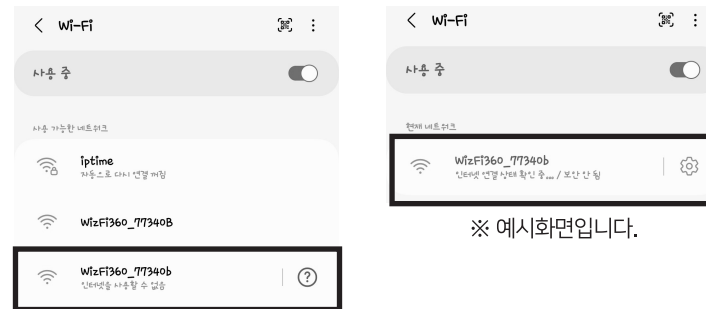 Wi-Fi
사용 중
사용 가능한 네트워크
iptime
자동으로 다시 연결 꺼짐
WizFi360_77340B
WizFi360_77340b
인터넷을 사용할 수 없음
Wi-Fi
사용 중
현재 네트워크
WizFi360_77340b
인터넷 연결 상태 확인 중... / 보안 안 됨
※ 예시화면입니다.